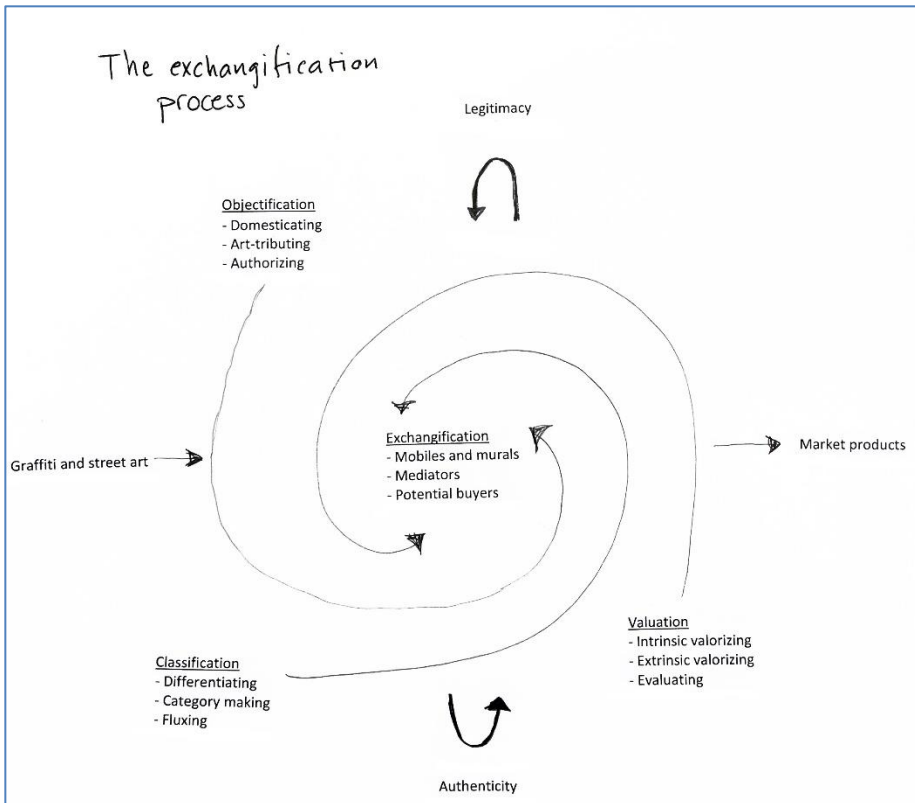 The exchangification
process
Legitimacy
Objectification
- Domesticating
- Art-tributing
- Authorizing
Exchangification
- Mobiles and murals
- Mediators
- Potential buyers
Graffiti and street art
Market products
Classification
- Differentiating
- Category making
- Fluxing
Valuation
- Intrinsic valorizing
- Extrinsic valorizing
- Evaluating
Authenticity